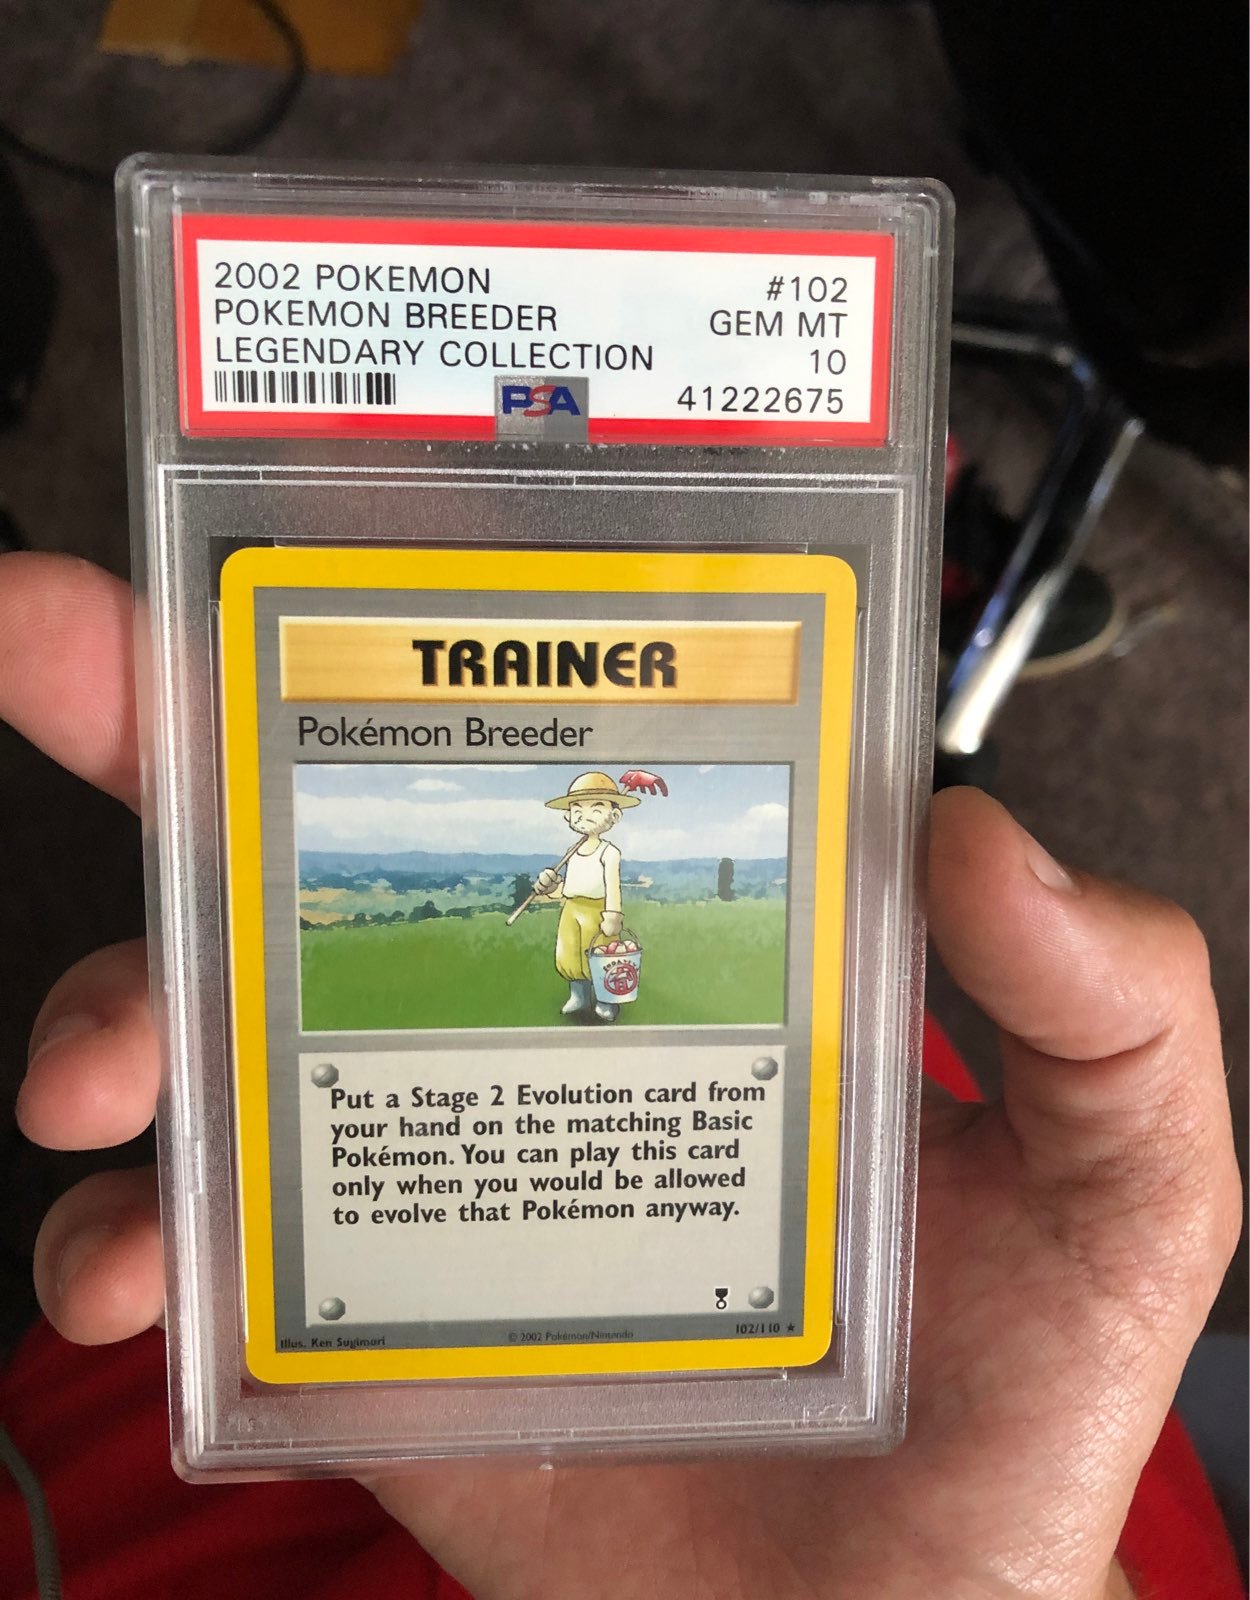 2002 POKEMON #102
POKEMON BREEDER GEM MT
LEGENDARY COLLECTION 10
PSA 41222675
TRAINER
Pokémon Breeder
Put a Stage 2 Evolution card from
your hand on the matching Basic
Pokémon. You can play this card
only when you would be allowed
to evolve that Pokémon anyway.
Illus. Ken Sugimori © 2002 Pokémon/Nintendo 102/110 ★